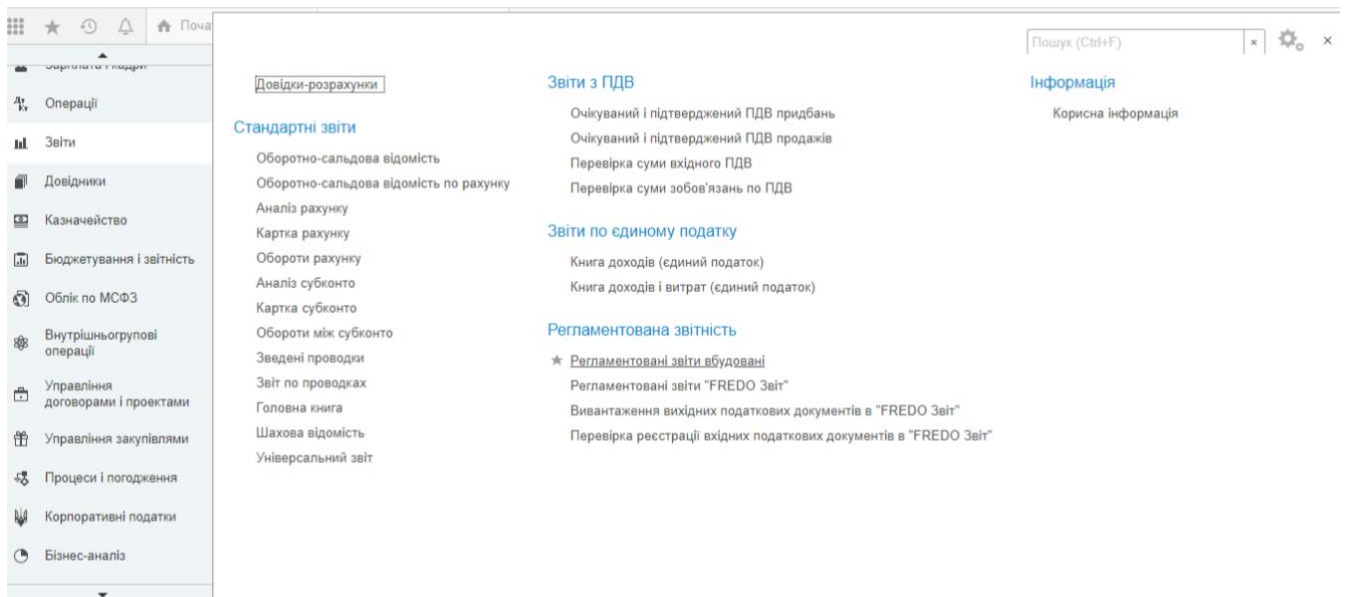 Поча
Пошук (Ctrl+F)
Зарплата і кадри
Операції
Звіти
Довідники
Казначейство
Бюджетування і звітність
Облік по МСФЗ
Внутрішньогрупові
операції
Управління
договорами і проектами
Управління закупівлями
Процеси і погодження
Корпоративні податки
Бізнес-аналіз
Довідки-розрахунки
Стандартні звіти
Оборотно-сальдова відомість
Оборотно-сальдова відомість по рахунку
Аналіз рахунку
Картка рахунку
Обороти рахунку
Аналіз субконто
Картка субконто
Обороти між субконто
Зведені проводки
Звіт по проводках
Головна книга
Шахова відомість
Універсальний звіт
Звіти з ПДВ
Очікуваний і підтверджений ПДВ придбань
Очікуваний і підтверджений ПДВ продажів
Перевірка суми вхідного ПДВ
Перевірка суми зобов'язань по ПДВ
Звіти по єдиному податку
Книга доходів (єдиний податок)
Книга доходів і витрат (єдиний податок)
Регламентована звітність
Регламентовані звіти вбудовані
Регламентовані звіти "FREDO Звіт"
Вивантаження вихідних податкових документів в "FREDO Звіт"
Перевірка реєстрації вхідних податкових документів в "FREDO Звіт"
Інформація
Корисна інформація